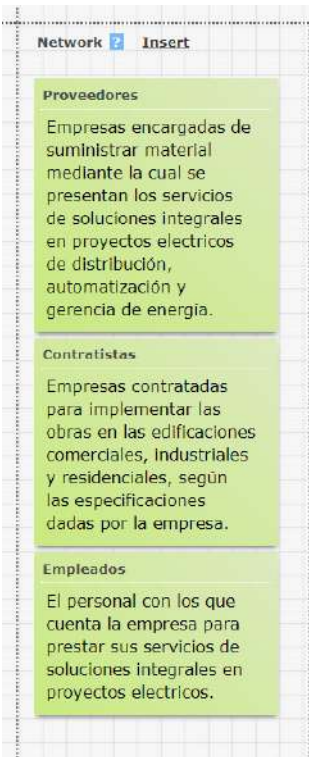 Network ? Insert
Proveedores
Empresas encargadas de
suministrar material
mediante la cual se
presentan los servicios
de soluciones integrales
en proyectos electricos
de distribución,
automatización y
gerencia de energía.
Contratistas
Empresas contratadas
para implementar las
obras en las edificaciones
comerciales, industriales
y residenciales, según
las especificaciones
dadas por la empresa.
Empleados
El personal con los que
cuenta la empresa para
prestar sus servicios de
soluciones integrales en
proyectos electricos.